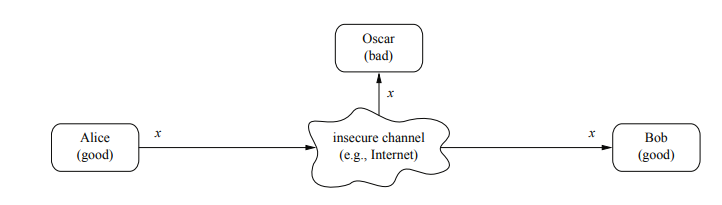 Oscar
(bad)
x
Alice
(good)
x
insecure channel
(e.g., Internet)
x
Bob
(good)